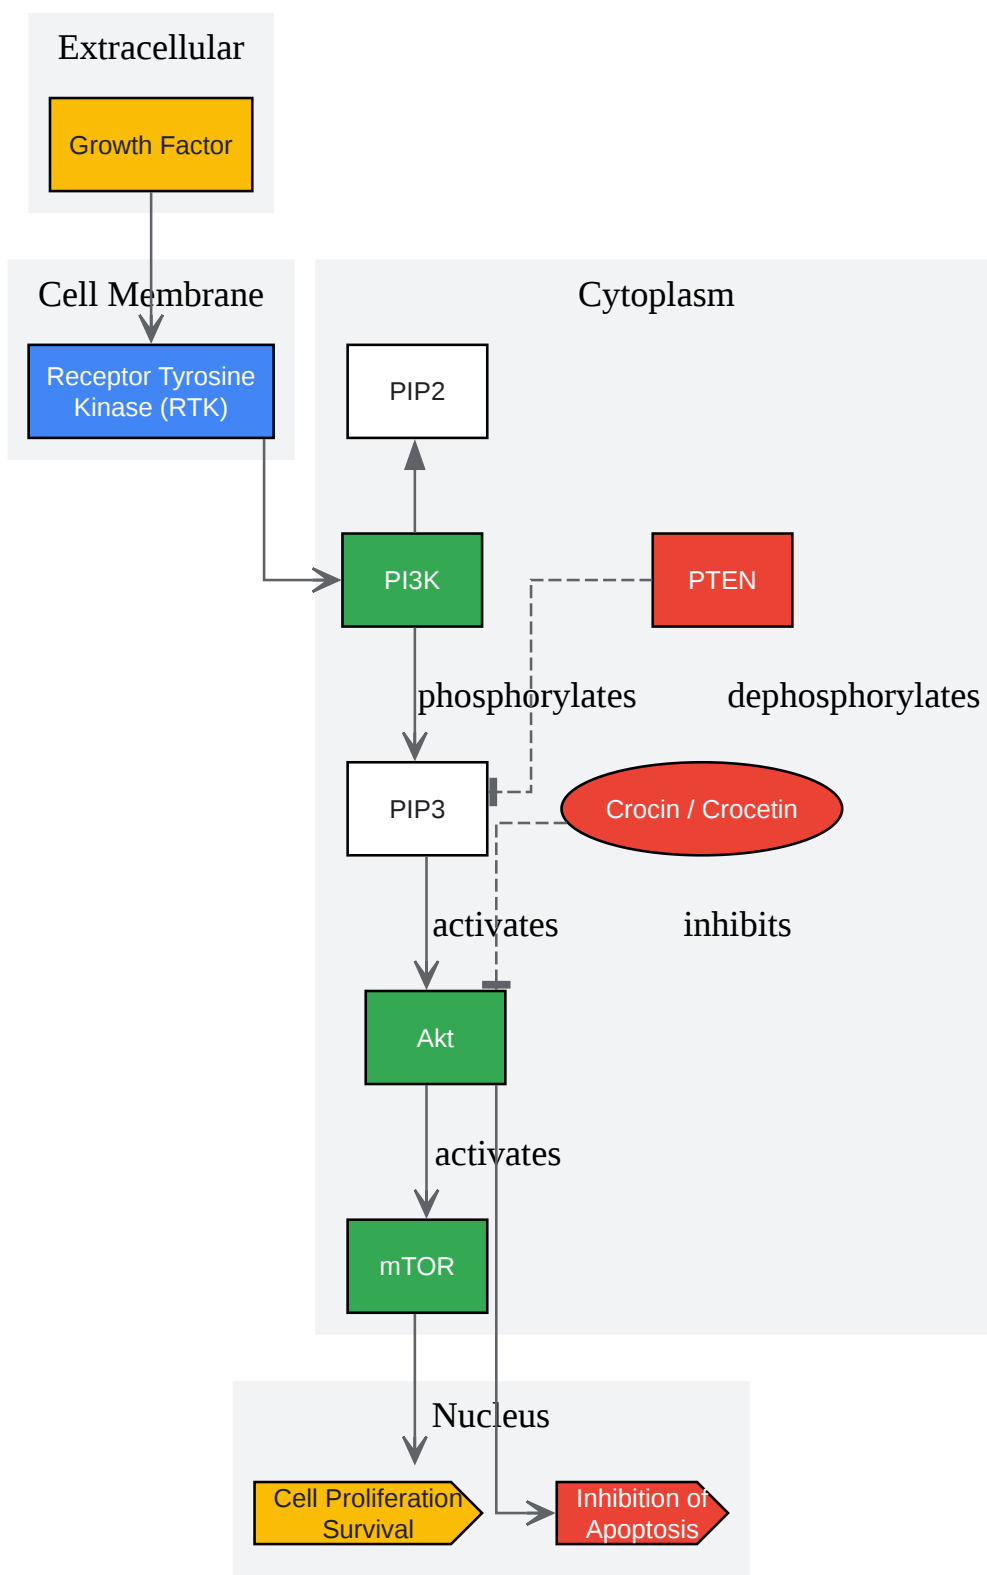 Extracellular
Growth Factor
Cell Membrane
Cytoplasm
Receptor Tyrosine
Kinase (RTK)
PIP2
PI3K
PTEN
phosphorylates
dephosphorylates
PIP3
Crocin / Crocetin
activates
inhibits
Akt
activates
mTOR
Nucleus
Cell Proliferation
Survival
Inhibition of
Apoptosis